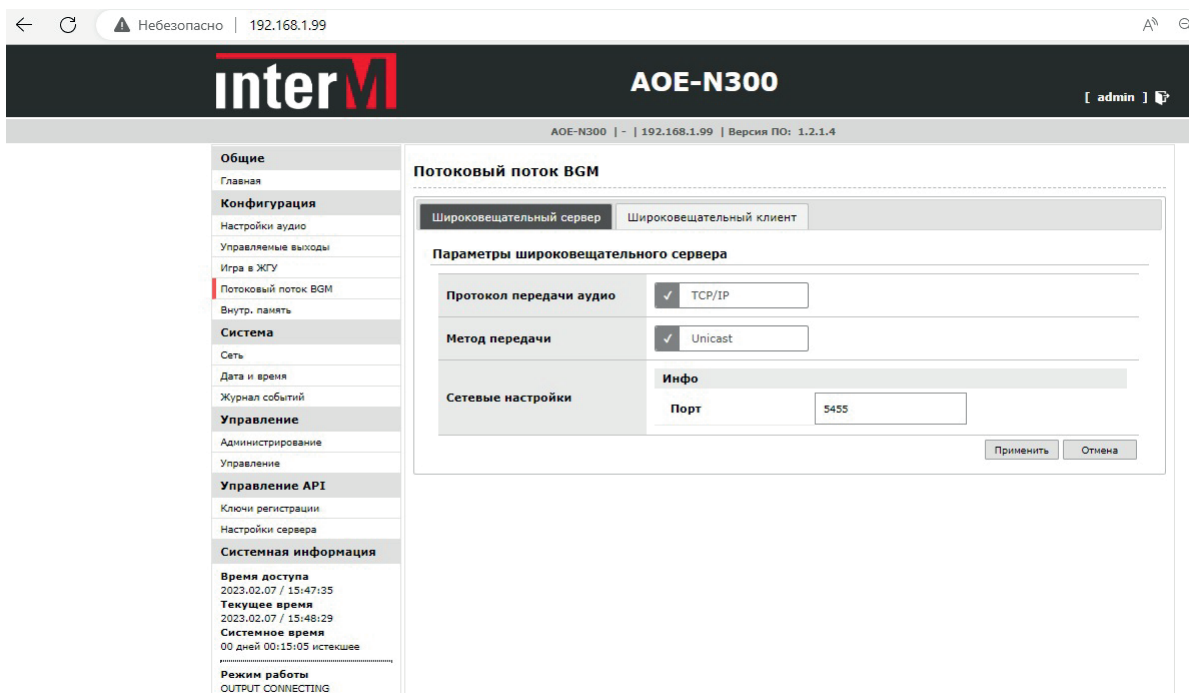 Небезопасно | 192.168.1.99
interM
AOE-N300
[ admin ]
AOE-N300 | - | 192.168.1.99 | Версия ПО: 1.2.1.4
Общие
Главная
Конфигурация
Настройки аудио
Управляемые выходы
Игра в ЖГУ
Потоковый поток BGM
Внутр. память
Система
Сеть
Дата и время
Журнал событий
Управление
Администрирование
Управление
Управление API
Ключи регистрации
Настройки сервера
Системная информация
Время доступа
2023.02.07 / 15:47:35
Текущее время
2023.02.07 / 15:48:29
Системное время
00 дней 00:15:05 истекшее
Режим работы
OUTPUT CONNECTING
Потоковый поток BGM
Широковещательный сервер
Широковещательный клиент
Параметры широковещательного сервера
Протокол передачи аудио
TCP/IP
Метод передачи
Unicast
Сетевые настройки
Инфо
Порт
5455
Применить
Отмена